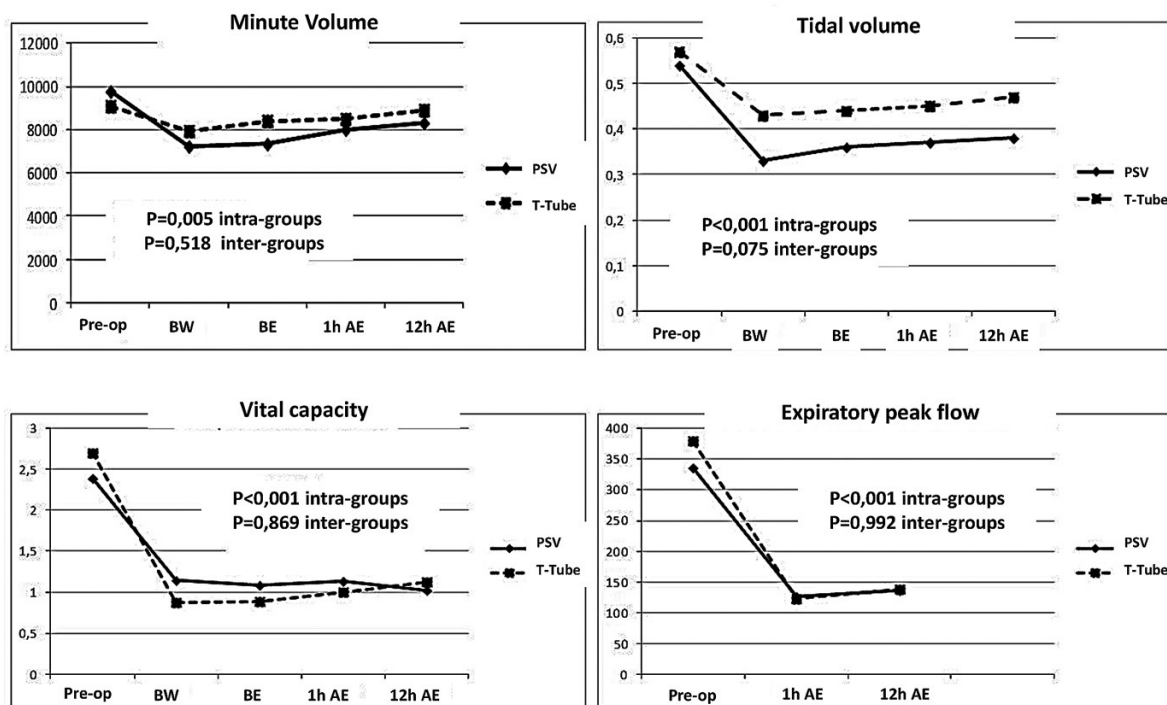 Minute Volume
12000
10000
8000
6000
4000
2000
0
Pre-op BW BE 1h AE 12h AE
P=0,005 intra-groups
P=0,518 inter-groups
PSV
T-Tube
Tidal volume
0,6
0,5
0,4
0,3
0,2
0,1
0
Pre-op BW BE 1h AE 12h AE
P<0,001 intra-groups
P=0,075 inter-groups
PSV
T-Tube
Vital capacity
3
2,5
2
1,5
1
0,5
0
Pre-op BW BE 1h AE 12h AE
P<0,001 intra-groups
P=0,869 inter-groups
PSV
T-Tube
Expiratory peak flow
400
350
300
250
200
150
100
50
0
Pre-op 1h AE 12h AE
P<0,001 intra-groups
P=0,992 inter-groups
PSV
T-Tube